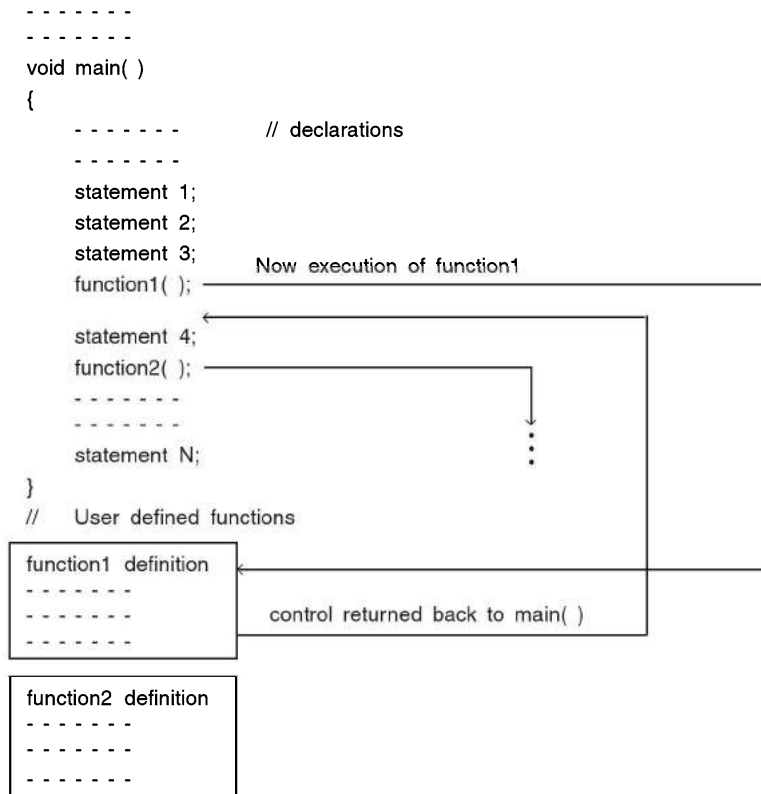 - - - - - - -
- - - - - - -
void main( )
{
- - - - - - - // declarations
- - - - - - -
statement 1;
statement 2;
statement 3;
function1( ); Now execution of function1
statement 4;
function2( );
- - - - - - -
- - - - - - -
statement N;
}
// User defined functions
function1 definition
- - - - - - -
- - - - - - -
- - - - - - -
control returned back to main( )
function2 definition
- - - - - - -
- - - - - - -
- - - - - - -